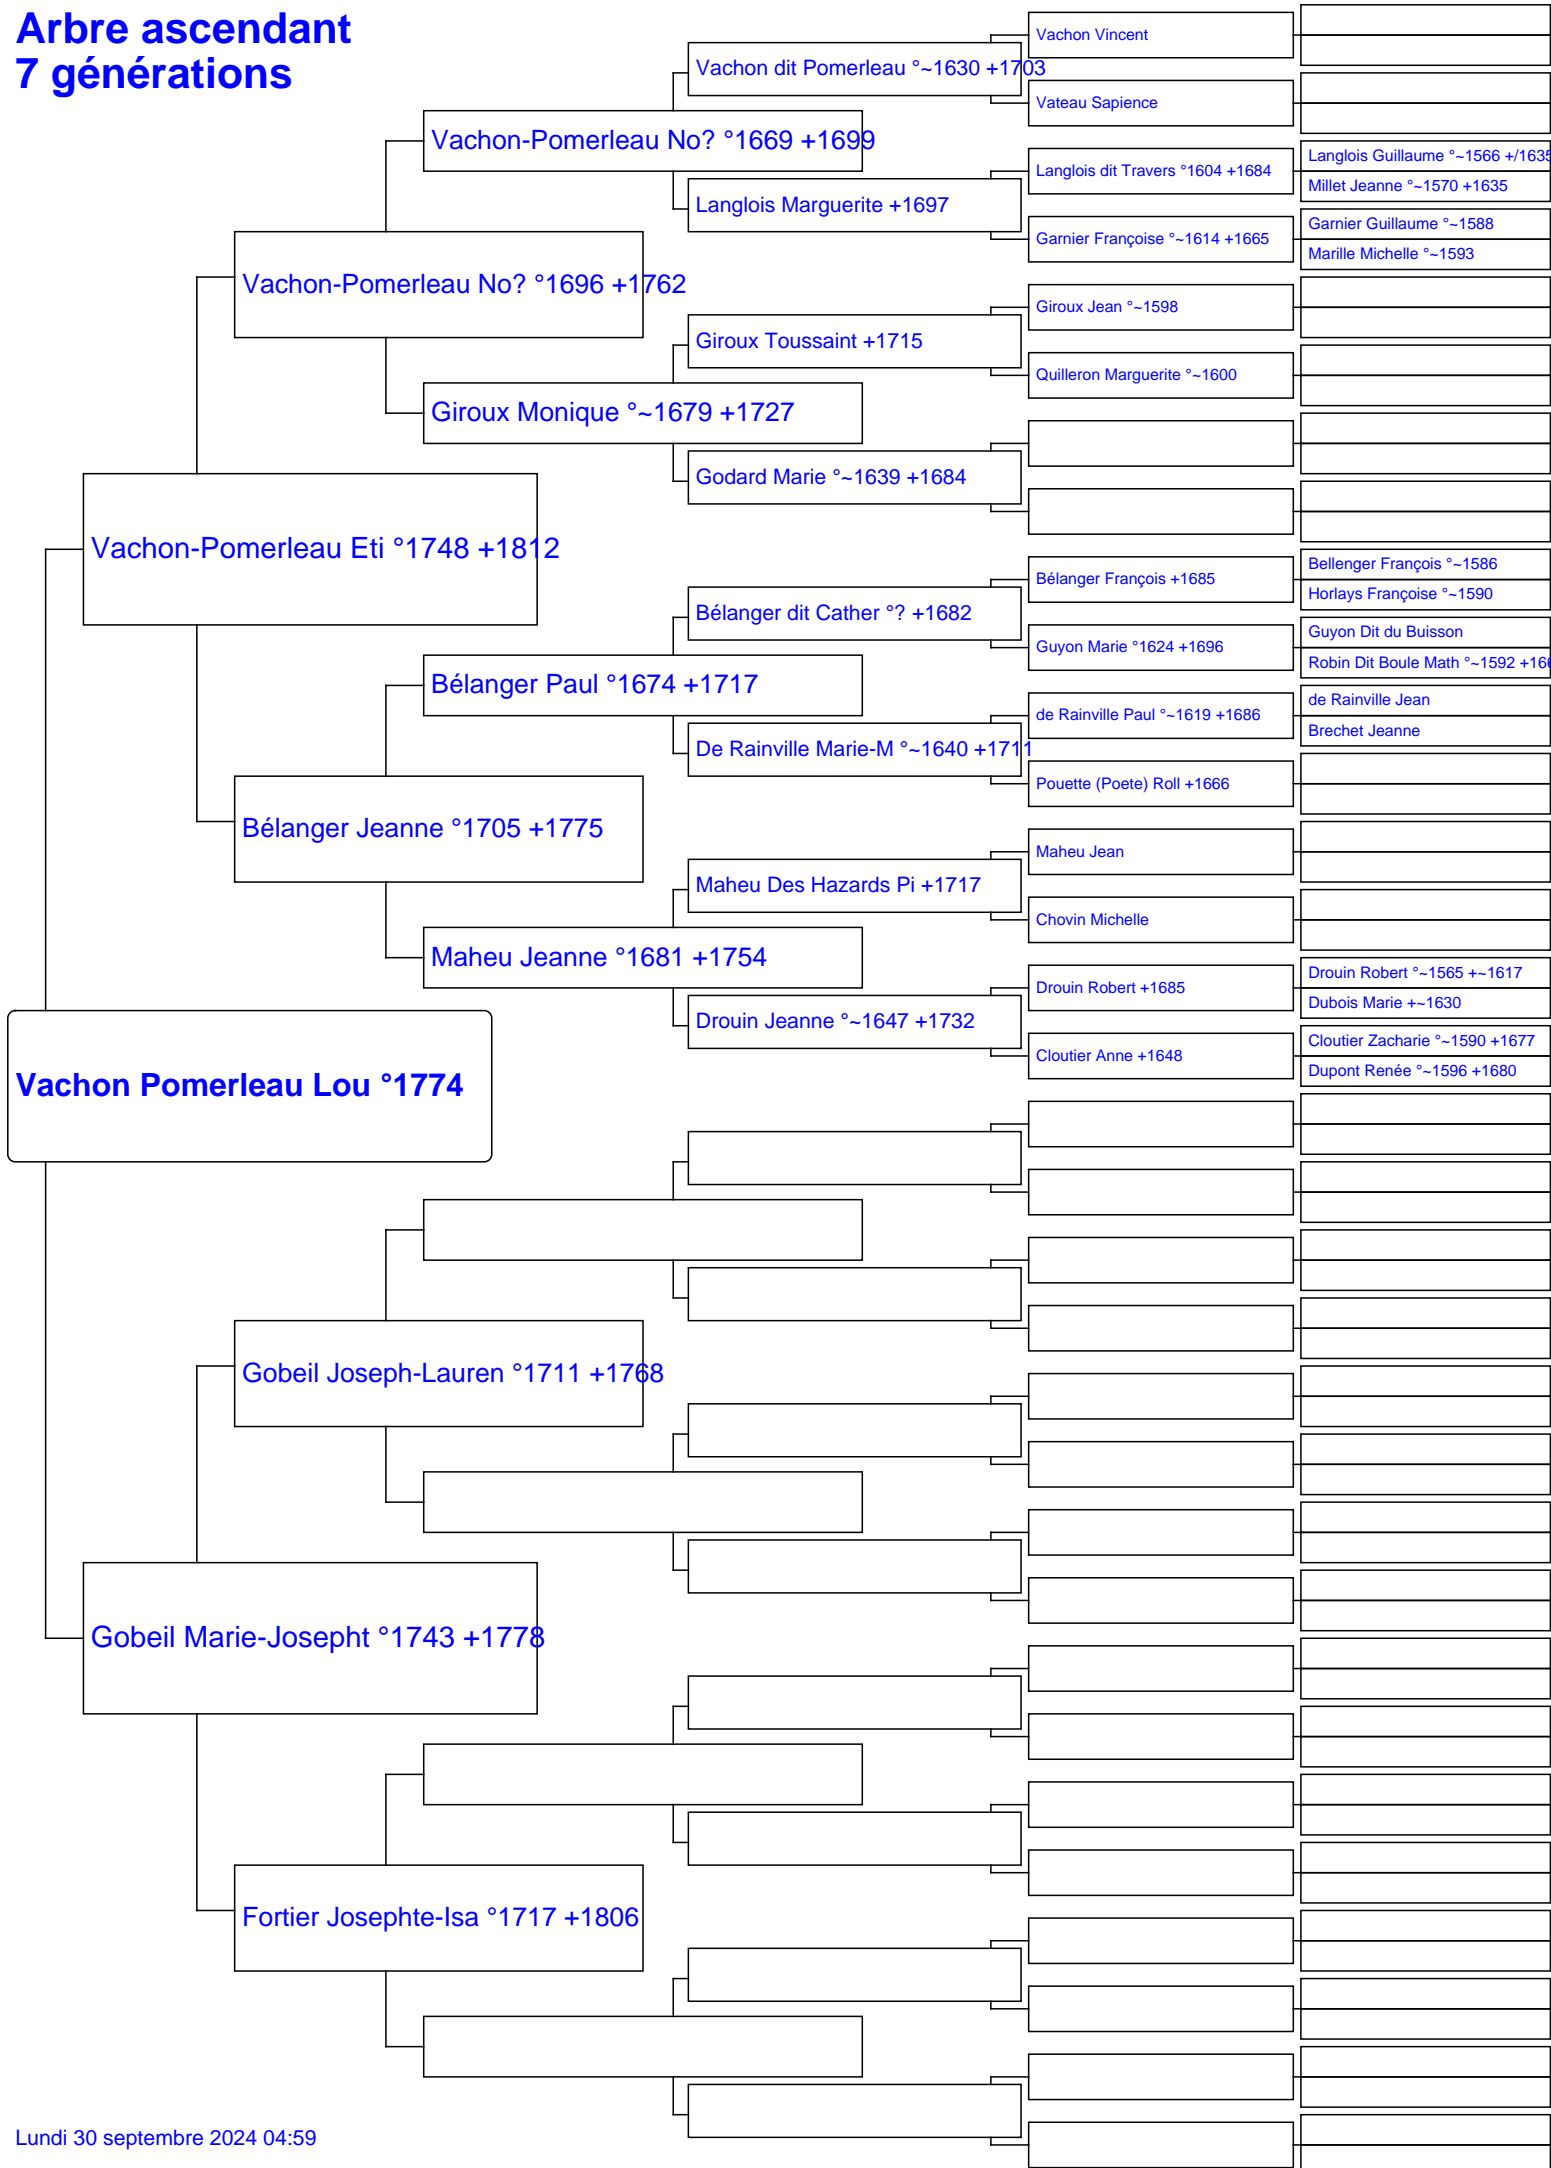 Arbre ascendant
7 générations
Vachon Pomerleau Lou °1774
Vachon-Pomerleau Eti °1748 +1812
Gobeil Marie-Josepht °1743 +1778
Vachon-Pomerleau No? °1696 +1762
Bélanger Jeanne °1705 +1775
Gobeil Joseph-Lauren °1711 +1768
Fortier Josephte-Isa °1717 +1806
Vachon-Pomerleau No? °1669 +1699
Giroux Monique °~1679 +1727
Bélanger Paul °1674 +1717
Maheu Jeanne °1681 +1754
Vachon dit Pomerleau °~1630 +1703
Langlois Marguerite +1697
Giroux Toussaint +1715
Godard Marie °~1639 +1684
Bélanger dit Cather °? +1682
De Rainville Marie-M °~1640 +1711
Maheu Des Hazards Pi +1717
Drouin Jeanne °~1647 +1732
Vachon Vincent
Vateau Sapience
Langlois dit Travers °1604 +1684
Garnier Françoise °~1614 +1665
Giroux Jean °~1598
Quilleron Marguerite °~1600
Bélanger François +1685
Guyon Marie °1624 +1696
de Rainville Paul °~1619 +1686
Pouette (Poete) Roll +1666
Maheu Jean
Chovin Michelle
Drouin Robert +1685
Cloutier Anne +1648
Langlois Guillaume °~1566 +/1635
Millet Jeanne °~1570 +1635
Garnier Guillaume °~1588
Marille Michelle °~1593
Bellenger François °~1586
Horlays Françoise °~1590
Guyon Dit du Buisson
Robin Dit Boule Math °~1592 +166
de Rainville Jean
Brechet Jeanne
Drouin Robert °~1565 +~1617
Dubois Marie +~1630
Cloutier Zacharie °~1590 +1677
Dupont Renée °~1596 +1680
Lundi 30 septembre 2024 04:59